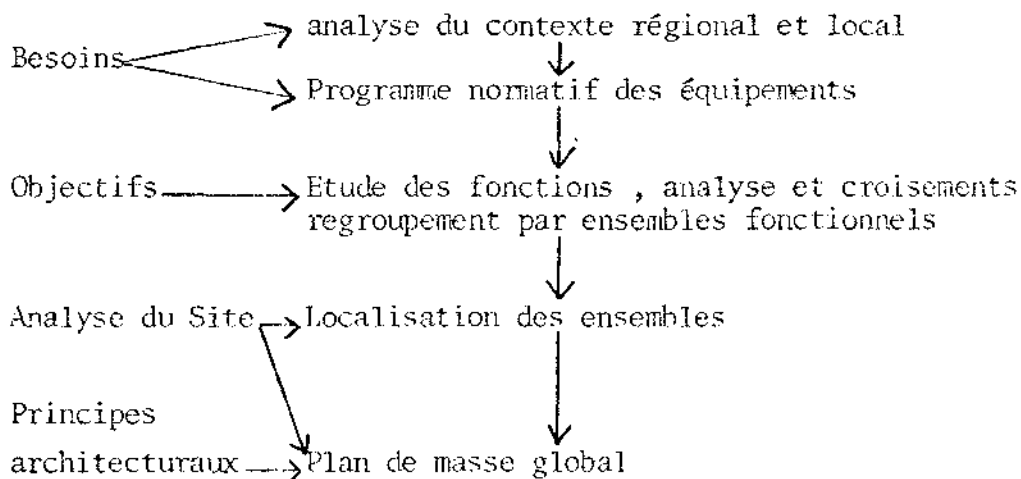 analyse du contexte régional et local
Besoins
Programme normatif des équipements
Objectifs Etude des fonctions , analyse et croisements
regroupement par ensembles fonctionnels
Analyse du Site Localisation des ensembles
Principes
architecturaux Plan de masse global